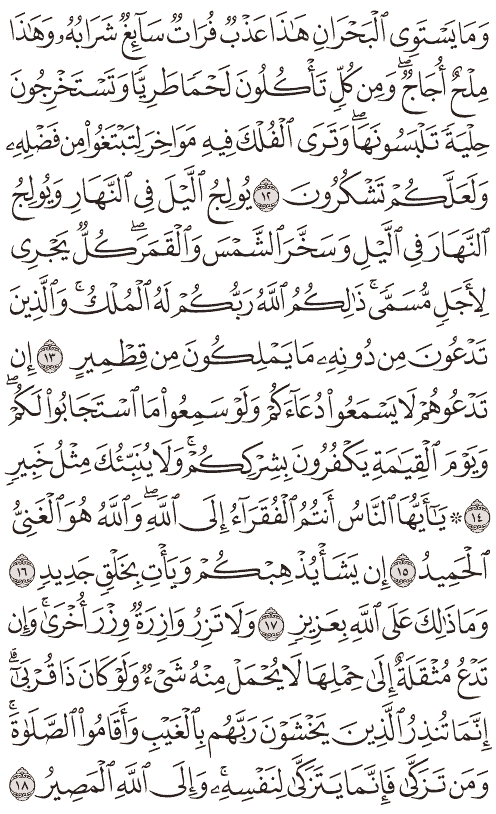 وَمَا يَسْتَوِى ٱلْبَحْرَانِ هَٰذَا عَذْبٌ فُرَاتٌ سَآئِغٌ شَرَابُهُۥ وَهَٰذَا
مِلْحٌ أُجَاجٌۖ وَمِن كُلٍّ تَأْكُلُونَ لَحْمًا طَرِيًّا وَتَسْتَخْرِجُونَ
حِلْيَةً تَلْبَسُونَهَاۖ وَتَرَى ٱلْفُلْكَ فِيهِ مَوَاخِرَ لِتَبْتَغُوا۟ مِن فَضْلِهِۦ
وَلَعَلَّكُمْ تَشْكُرُونَ ١٢ يُولِجُ ٱلَّيْلَ فِى ٱلنَّهَارِ وَيُولِجُ
ٱلنَّهَارَ فِى ٱلَّيْلِ وَسَخَّرَ ٱلشَّمْسَ وَٱلْقَمَرَۖ كُلٌّ يَجْرِى
لِأَجَلٍ مُّسَمًّىۚ ذَٰلِكُمُ ٱللَّهُ رَبُّكُمْ لَهُ ٱلْمُلْكُۚ وَٱلَّذِينَ
تَدْعُونَ مِن دُونِهِۦ مَا يَمْلِكُونَ مِن قِطْمِيرٍ ١٣ إِن
تَدْعُوهُمْ لَا يَسْمَعُوا۟ دُعَآءَكُمْ وَلَوْ سَمِعُوا۟ مَا ٱسْتَجَابُوا۟ لَكُمْۖ
وَيَوْمَ ٱلْقِيَٰمَةِ يَكْفُرُونَ بِشِرْكِكُمْۚ وَلَا يُنَبِّئُكَ مِثْلُ خَبِيرٍ
١٤ ۞ يَٰٓأَيُّهَا ٱلنَّاسُ أَنتُمُ ٱلْفُقَرَآءُ إِلَى ٱللَّهِۖ وَٱللَّهُ هُوَ ٱلْغَنِىُّ
ٱلْحَمِيدُ ١٥ إِن يَشَأْ يُذْهِبْكُمْ وَيَأْتِ بِخَلْقٍ جَدِيدٍ ١٦
وَمَا ذَٰلِكَ عَلَى ٱللَّهِ بِعَزِيزٍ ١٧ وَلَا تَزِرُ وَازِرَةٌ وِزْرَ أُخْرَىٰۚ وَإِن
تَدْعُ مُثْقَلَةٌ إِلَىٰ حِمْلِهَا لَا يُحْمَلْ مِنْهُ شَىْءٌ وَلَوْ كَانَ ذَا قُرْبَىٰٓۗ
إِنَّمَا تُنذِرُ ٱلَّذِينَ يَخْشَوْنَ رَبَّهُم بِٱلْغَيْبِ وَأَقَامُوا۟ ٱلصَّلَوٰةَۚ
وَمَن تَزَكَّىٰ فَإِنَّمَا يَتَزَكَّىٰ لِنَفْسِهِۦۚ وَإِلَى ٱللَّهِ ٱلْمَصِيرُ ١٨